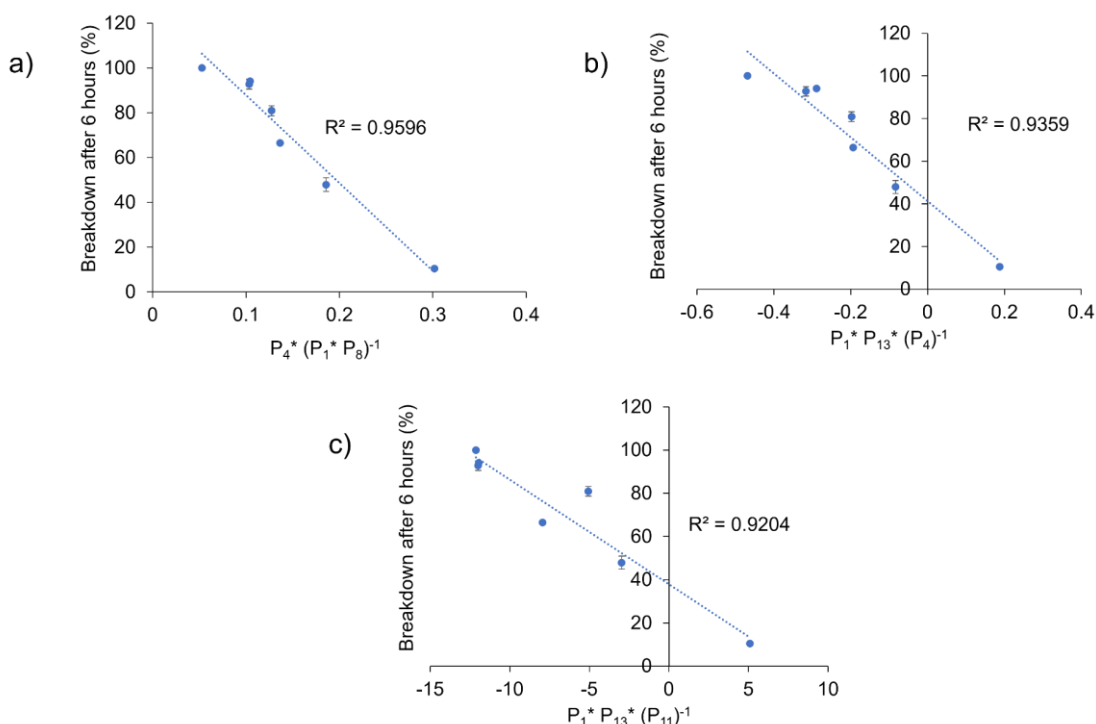 a)
Breakdown after 6 hours (%)
120
100
80
60
40
20
0
R² = 0.9596
0 0.1 0.2 0.3 0.4
P₄* (P₁* P₈)⁻¹
b)
Breakdown after 6 hours (%)
120
100
80
60
40
20
0
R² = 0.9359
-0.6 -0.4 -0.2 0 0.2 0.4
P₁* P₁₃* (P₄)⁻¹
c)
Breakdown after 6 hours (%)
120
100
80
60
40
20
0
R² = 0.9204
-15 -10 -5 0 5 10
P₁* P₁₃* (P₁₁)⁻¹